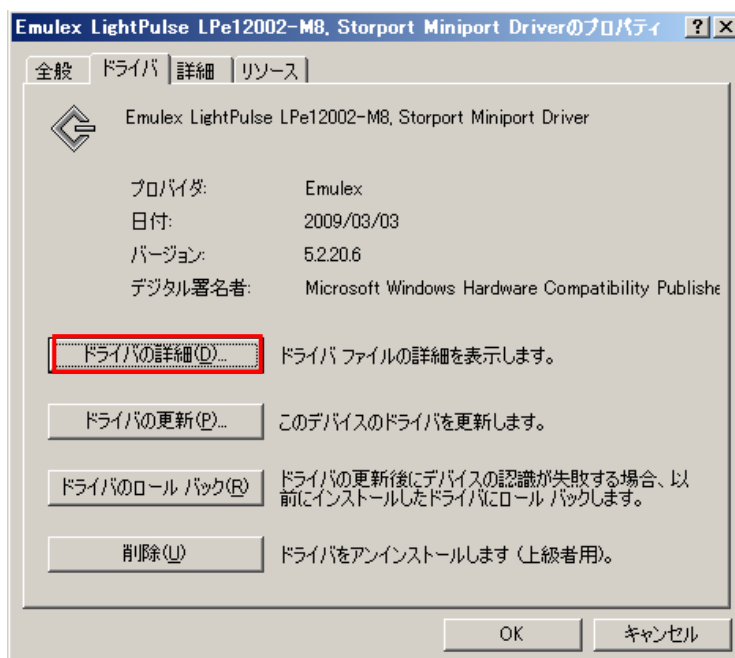 Emulex LightPulse LPe12002-M8, Storport Miniport Driverのプロパティ
全般 ドライバ 詳細 リソース
Emulex LightPulse LPe12002-M8, Storport Miniport Driver
プロバイダ: Emulex
日付: 2009/03/03
バージョン: 5.2.20.6
デジタル署名者: Microsoft Windows Hardware Compatibility Publishe
ドライバの詳細(D)... ドライバ ファイルの詳細を表示します。
ドライバの更新(P)... このデバイスのドライバを更新します。
ドライバのロール バック(R) ドライバの更新後にデバイスの認識が失敗する場合、以
前にインストールしたドライバにロール バックします。
削除(U) ドライバをアンインストールします (上級者用)。
OK キャンセル